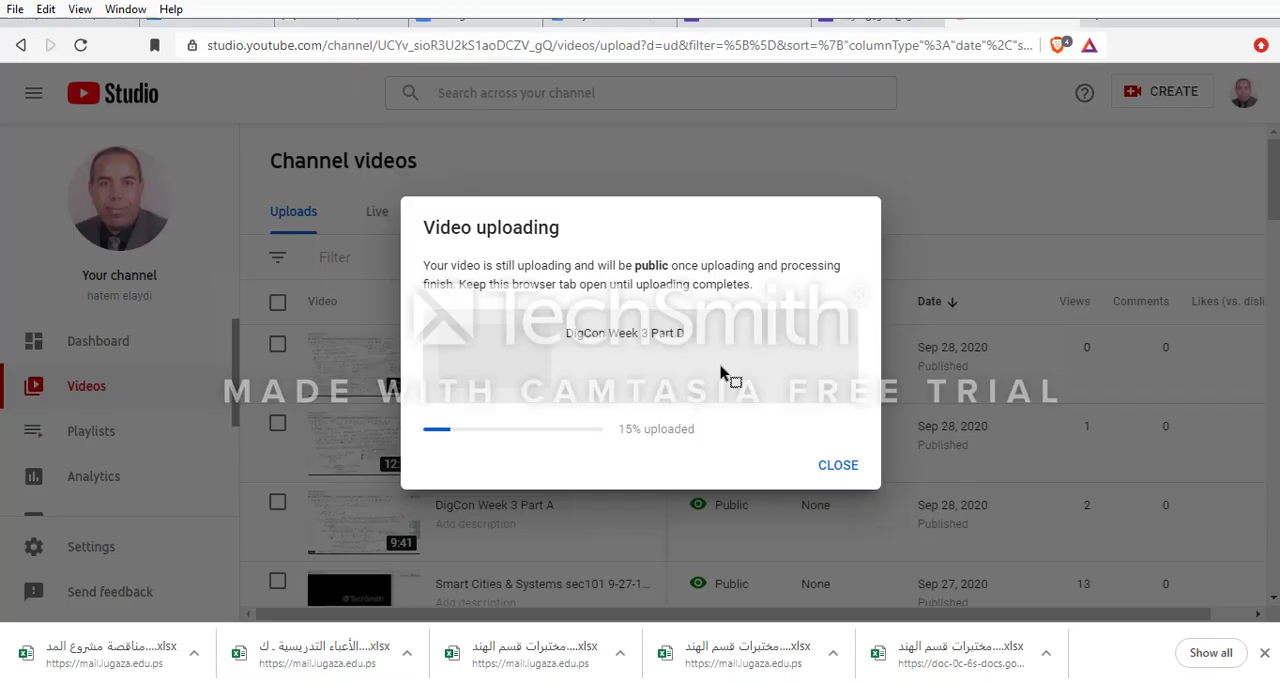 File Edit View Window Help
studio.youtube.com/channel/UCYv_sioR3U2kS1aoDCZV_gQ/videos/upload?d=ud&filter=%5B%5D&sort=%7B"columnType"%3A"date"%2C"s...
4
Studio
Search across your channel
CREATE
Your channel
hatem elaydi
Dashboard
Videos
Playlists
Analytics
Settings
Send feedback
Channel videos
Uploads
Live
Filter
Video
Date
Views
Comments
Likes (vs. disli
Sep 28, 2020
0
0
Published
12:
Sep 28, 2020
1
0
Published
9:41
DigCon Week 3 Part A
Add description
Public
None
Sep 28, 2020
2
0
Published
Smart Cities & Systems sec101 9-27-1...
Add description
Public
None
Sep 27, 2020
13
0
Published
Video uploading
Your video is still uploading and will be public once uploading and processing
finish. Keep this browser tab open until uploading completes.
DigCon Week 3 Part D
15% uploaded
CLOSE
TechSmith
MADE WITH CAMTASIA FREE TRIAL
مناقصة مشروع المد....xlsx
https://mail.iugaza.edu.ps
الأعباء التدريسية ـ ك....xlsx
https://mail.iugaza.edu.ps
مختبرات قسم الهند....xlsx
https://mail.iugaza.edu.ps
مختبرات قسم الهند....xlsx
https://mail.iugaza.edu.ps
مختبرات قسم الهند....xlsx
https://doc-0c-6s-docs.go...
Show all